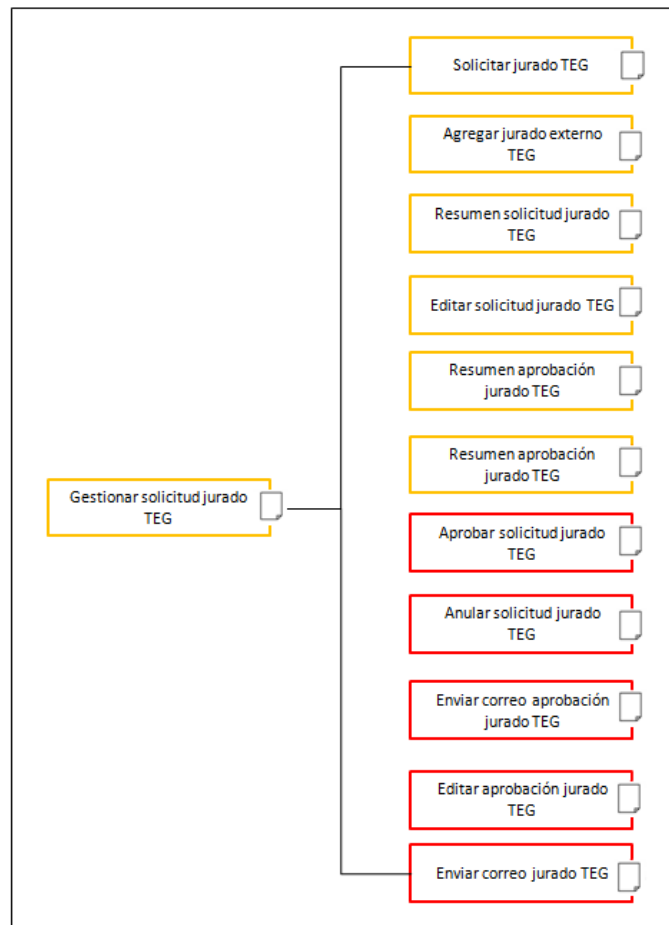 Solicitar jurado TEG
Agregar jurado externo
TEG
Resumen solicitud jurado
TEG
Editar solicitud jurado TEG
Resumen aprobación
jurado TEG
Resumen aprobación
jurado TEG
Gestionar solicitud jurado
TEG
Aprobar solicitud jurado
TEG
Anular solicitud jurado
TEG
Enviar correo aprobación
jurado TEG
Editar aprobación jurado
TEG
Enviar correo jurado TEG